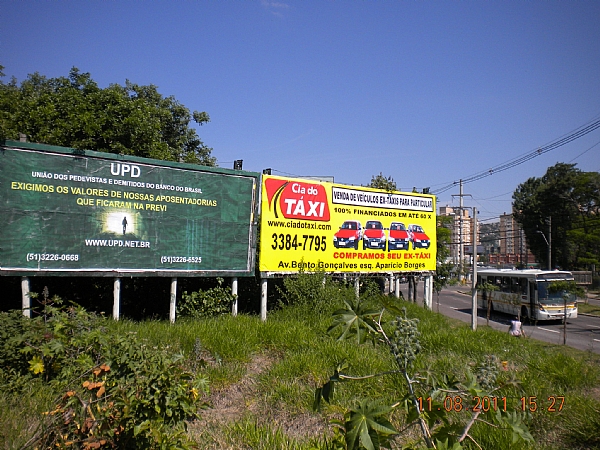 UPD
UNIÃO DOS PEDEVISTAS E DEMITIDOS DO BANCO DO BRASIL
EXIGIMOS OS VALORES DE NOSSAS APOSENTADORIAS
QUE FICARAM NA PREVI
WWW.UPD.NET.BR
(51)3226-0668
(51)3225-5252
Cia do
TÁXI
www.ciadotaxi.com
3384-7795
VENDA DE VEÍCULOS EX-TÁXIS PARA PARTICULAR
100% FINANCIADOS EM ATÉ 60 X
COMPRAMOS SEU EX-TÁXI
Av.Bento Gonçalves esq. Aparício Borges
11 08 2011 15:27